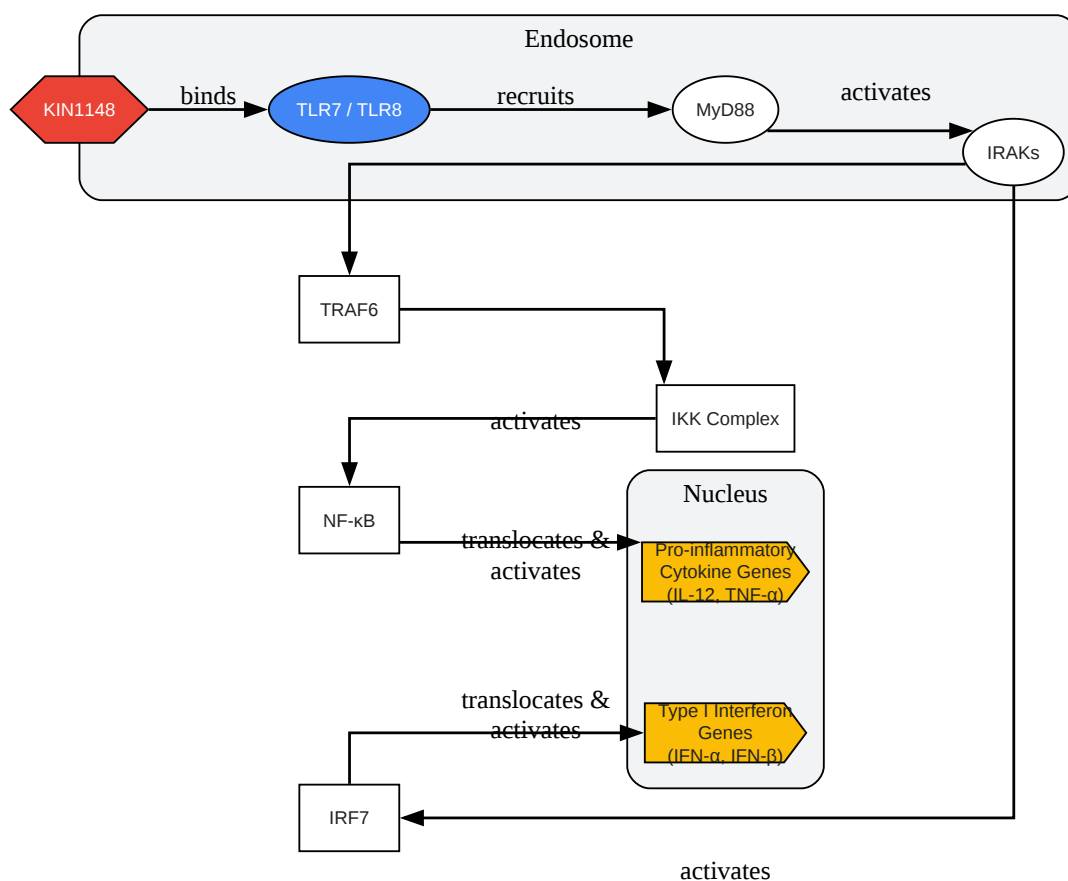 Endosome
KIN1148
binds
TLR7 / TLR8
recruits
MyD88
activates
IRAKs
TRAF6
IKK Complex
activates
NF-κB
translocates &
activates
Nucleus
Pro-inflammatory
Cytokine Genes
(IL-12, TNF-α)
translocates &
activates
Type I Interferon
Genes
(IFN-α, IFN-β)
IRF7
activates